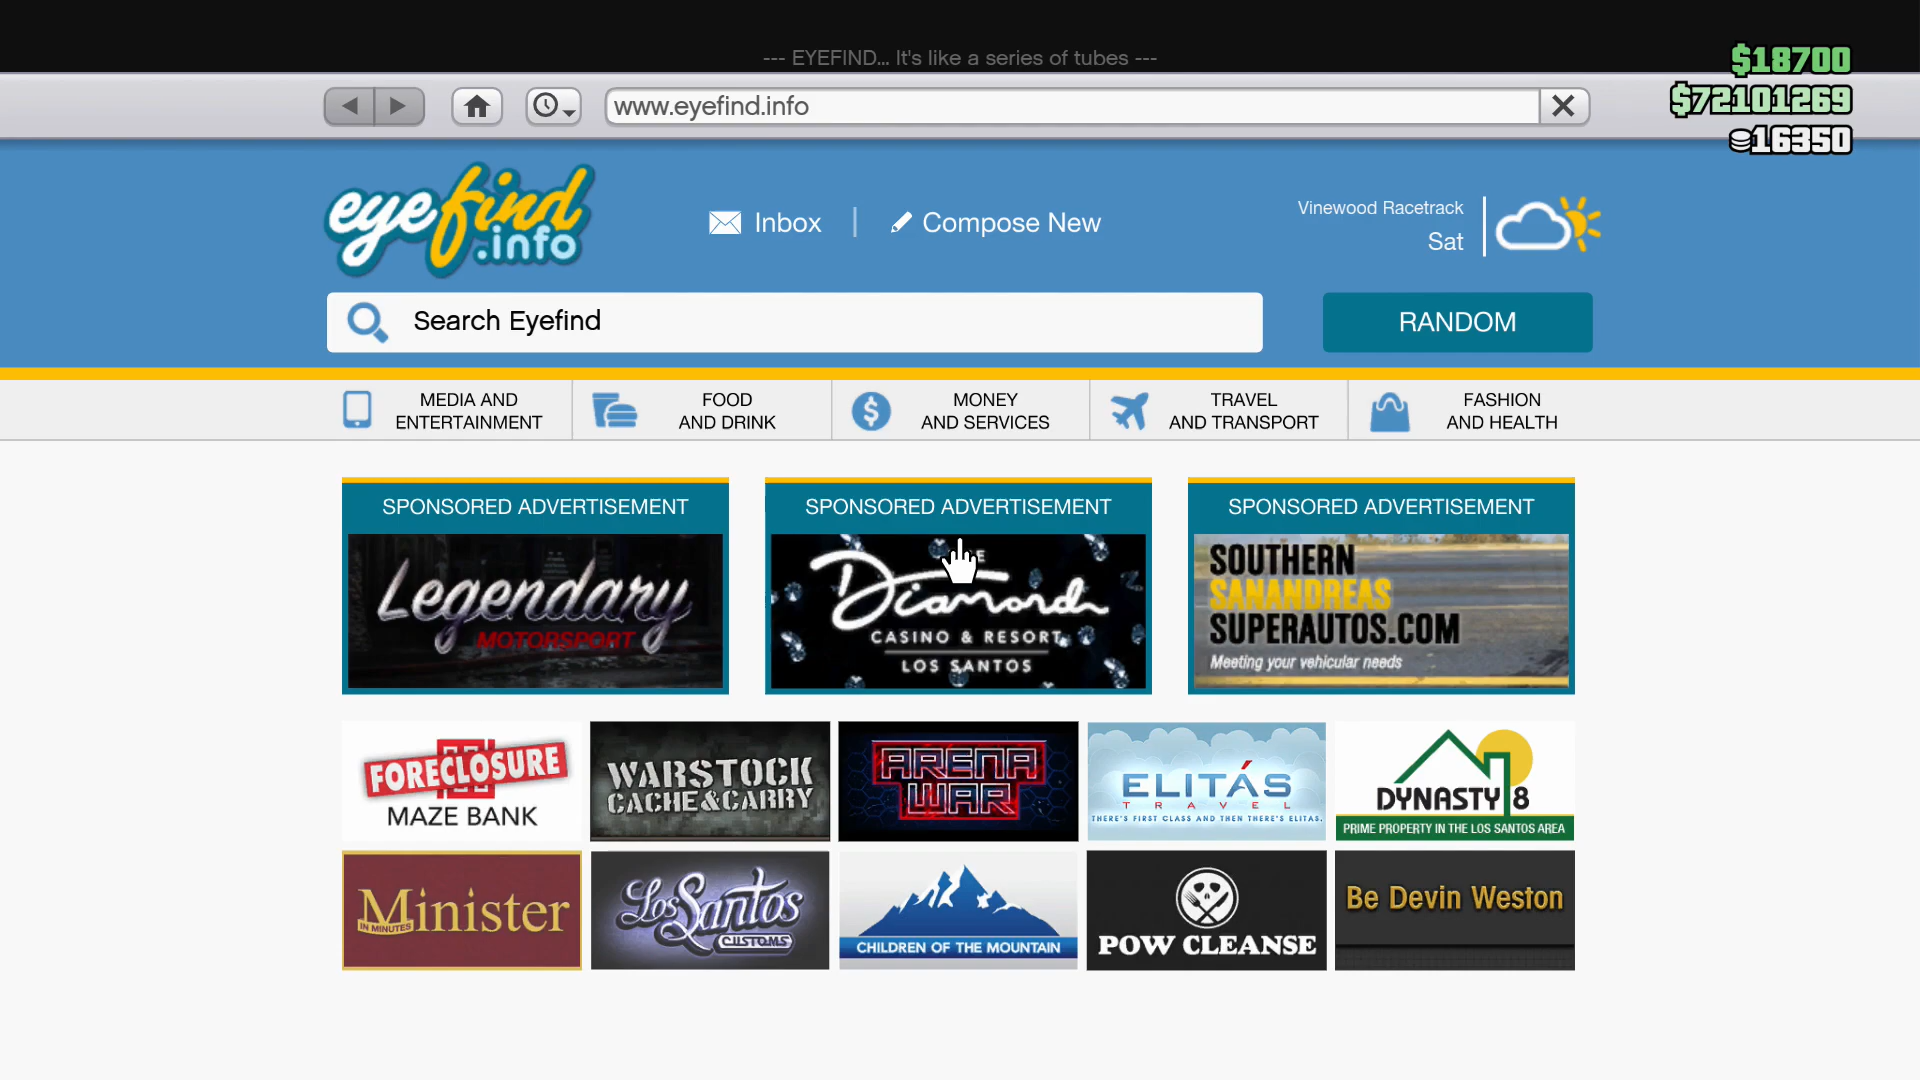 --- EYEFIND... It's like a series of tubes ---
$18700
$72101269
16350
www.eyefind.info
eyefind
.info
Inbox
Compose New
Vinewood Racetrack
Sat
Search Eyefind
RANDOM
MEDIA AND
ENTERTAINMENT
FOOD
AND DRINK
MONEY
AND SERVICES
TRAVEL
AND TRANSPORT
FASHION
AND HEALTH
SPONSORED ADVERTISEMENT
Legendary
MOTORSPORT
SPONSORED ADVERTISEMENT
Diamond
CASINO & RESORT
LOS SANTOS
SPONSORED ADVERTISEMENT
SOUTHERN
SANANDREAS
SUPERAUTOS.COM
Meeting your vehicular needs
FORECLOSURE
MAZE BANK
WARSTOCK
CACHE&CARRY
ARENA
WAR
ELITÁS
TRAVEL
THERE'S FIRST CLASS AND THEN THERE'S ELITAS.
DYNASTY 8
PRIME PROPERTY IN THE LOS SANTOS AREA
Minister
IN MINUTES
Los Santos
CUSTOMS
CHILDREN OF THE MOUNTAIN
POW CLEANSE
Be Devin Weston